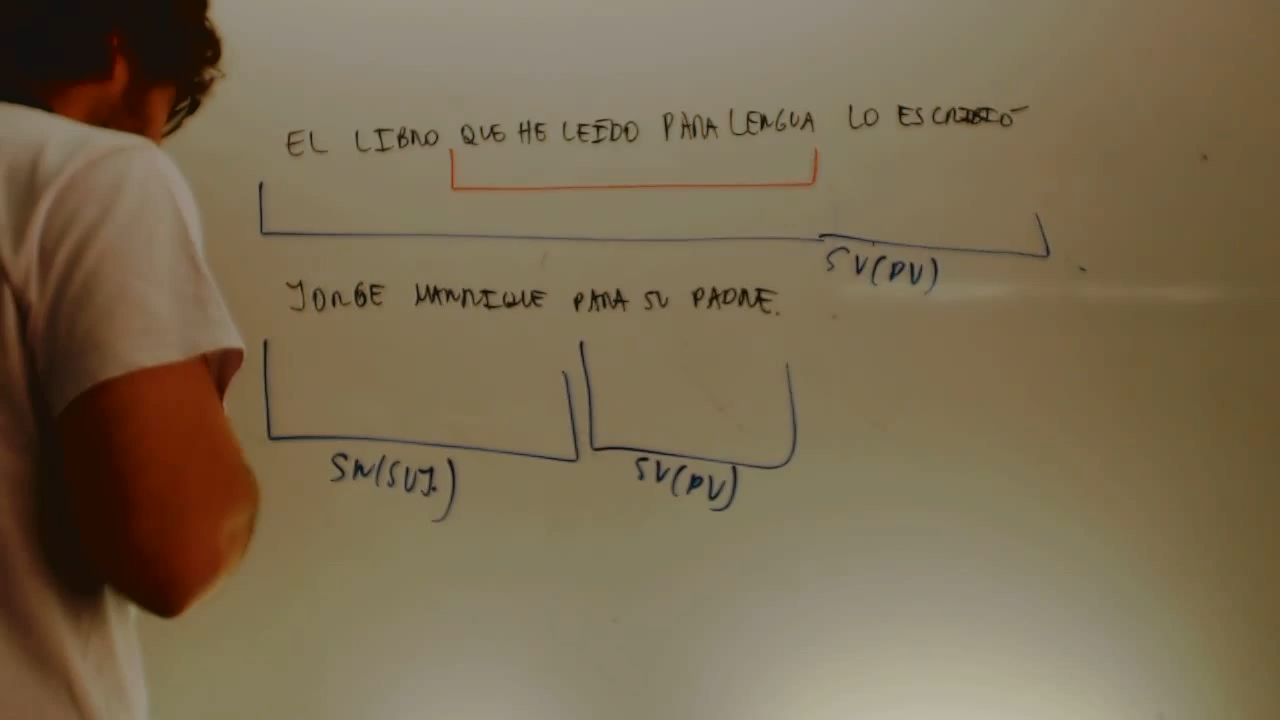 EL LIBRO QUE HE LEÍDO PARA LENGUA LO ESCRIBIÓ
SV(PV)
JORGE MANRIQUE PARA SU PADRE.
SN(SUJ.) SV(PV)